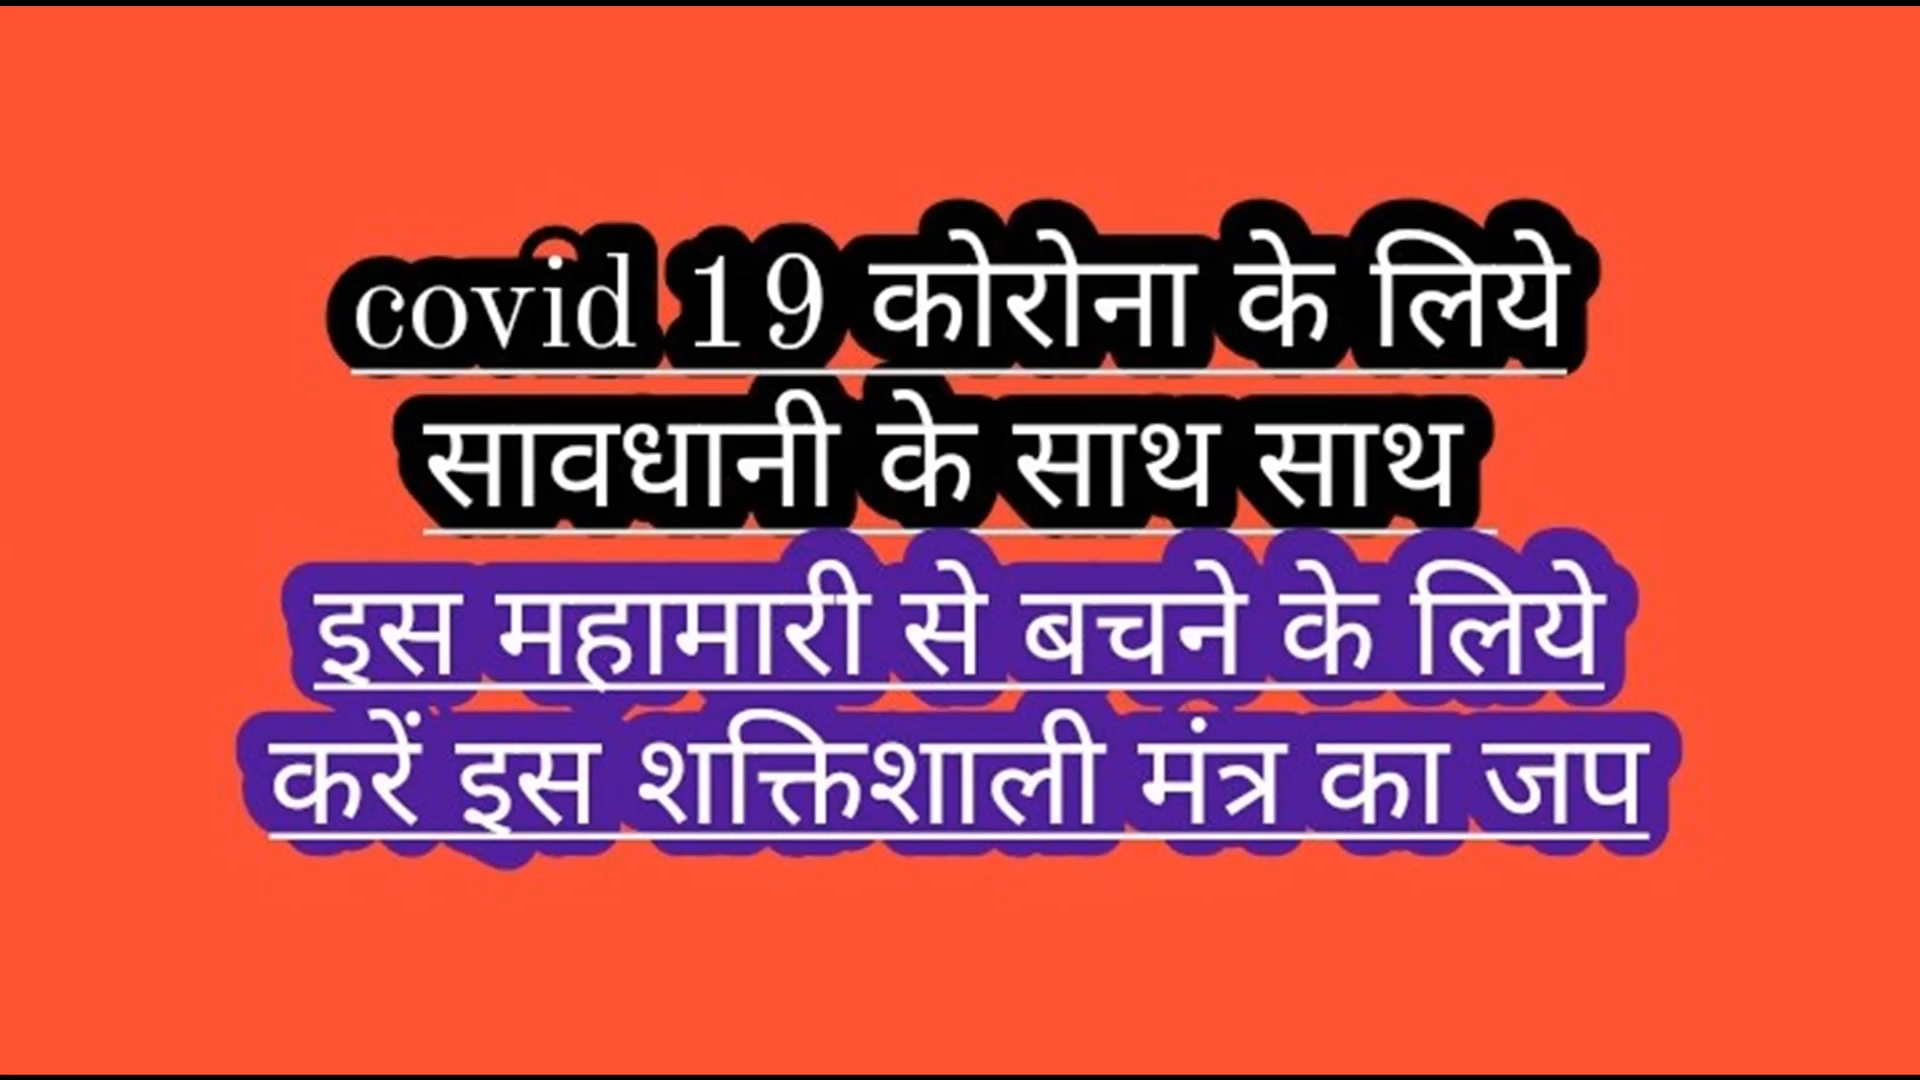 covid 19 कोरोना के लिये
सावधानी के साथ साथ
इस महामारी से बचने के लिये
करें इस शक्तिशाली मंत्र का जप